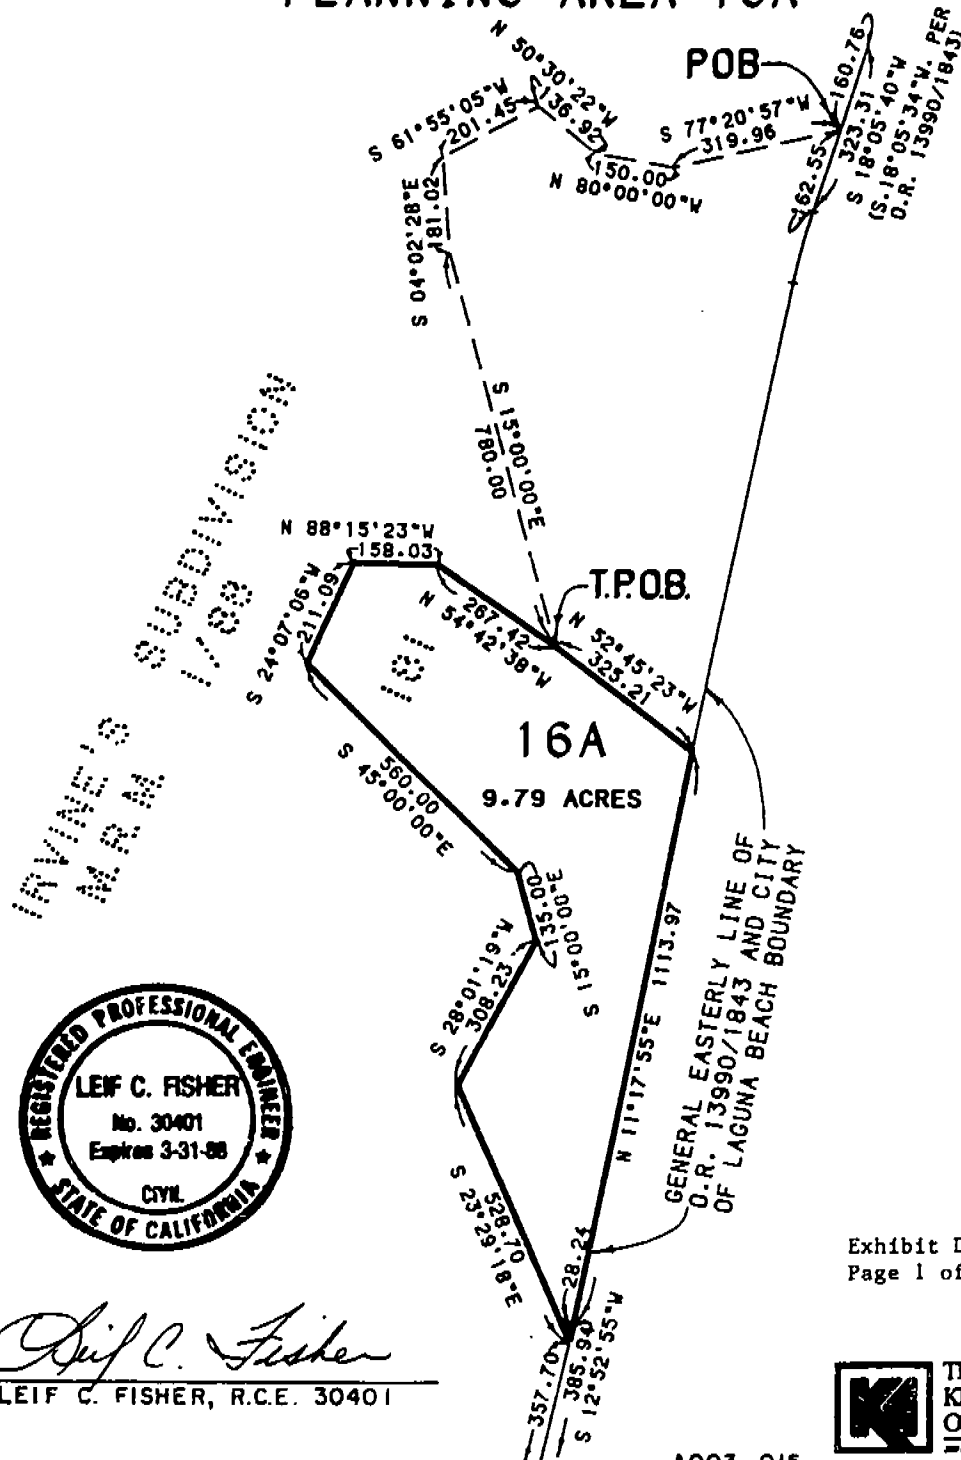 PLANNING AREA 16A
N 50°30'22"W
136.92
POB
160.76
323.31
S 18°05'40"W
(S.18°05'34"W. PER
O.R. 13990/1843)
162.55
S 61°55'05"W
201.45
S 77°20'57"W
319.96
150.00
N 80°00'00"W
S 04°02'28"E
181.02
S 15°00'00"E
780.00
IRVINE'S SUBDIVISION
M.R.M. 1/88
N 88°15'23"W
158.03
T.P.O.B.
S 24°07'06"W
211.09
267.42
N 54°42'38"W
N 52°45'23"W
325.21
181
16A
9.79 ACRES
560.00
S 45°00'00"E
135.00
S 15°00'00"E
S 28°01'19"W
308.23
N 11°17'55"E 1113.97
GENERAL EASTERLY LINE OF
O.R. 13990/1843 AND CITY
OF LAGUNA BEACH BOUNDARY
REGISTERED PROFESSIONAL ENGINEER
LEIF C. FISHER
No. 30401
Expires 3-31-88
CIVIL
STATE OF CALIFORNIA
528.70
S 23°29'18"E
28.24
357.70
385.94
S 12°52'55"W
Exhibit D
Page 1 of
Leif C. Fisher
LEIF C. FISHER, R.C.E. 30401